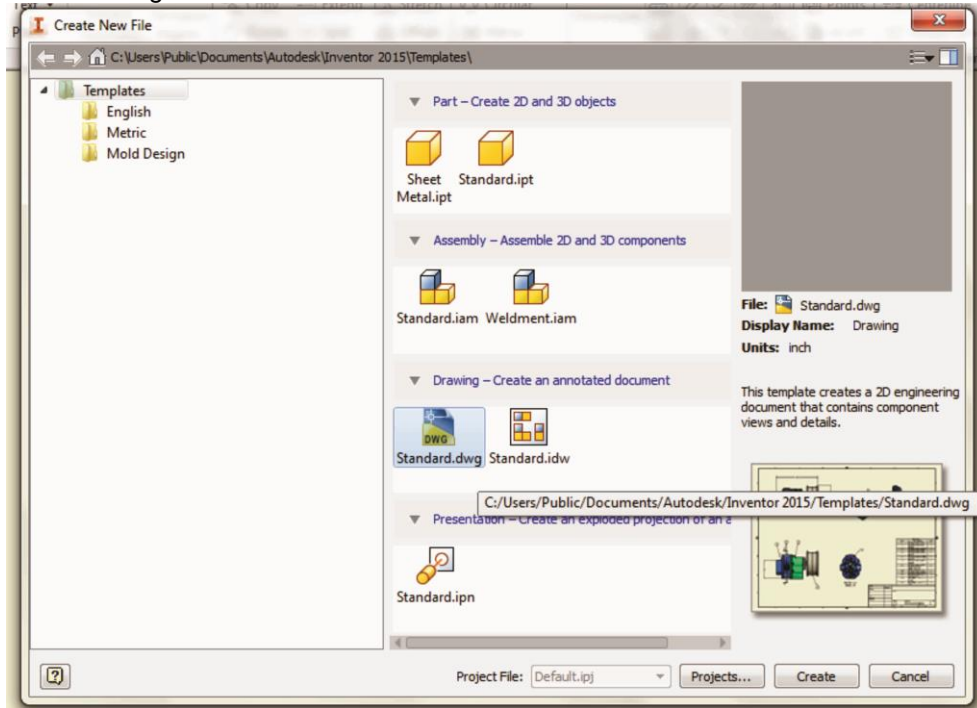 Create New File
C:\Users\Public\Documents\Autodesk\Inventor 2015\Templates\
Templates
English
Metric
Mold Design
Part – Create 2D and 3D objects
Sheet Metal.ipt
Standard.ipt
Assembly – Assemble 2D and 3D components
Standard.iam
Weldment.iam
Drawing – Create an annotated document
DWG
Standard.dwg
Standard.idw
C:/Users/Public/Documents/Autodesk/Inventor 2015/Templates/Standard.dwg
Presentation – Create an exploded projection of an a
Standard.ipn
File: Standard.dwg
Display Name: Drawing
Units: inch
This template creates a 2D engineering
document that contains component
views and details.
Project File: Default.ipj
Projects...
Create
Cancel